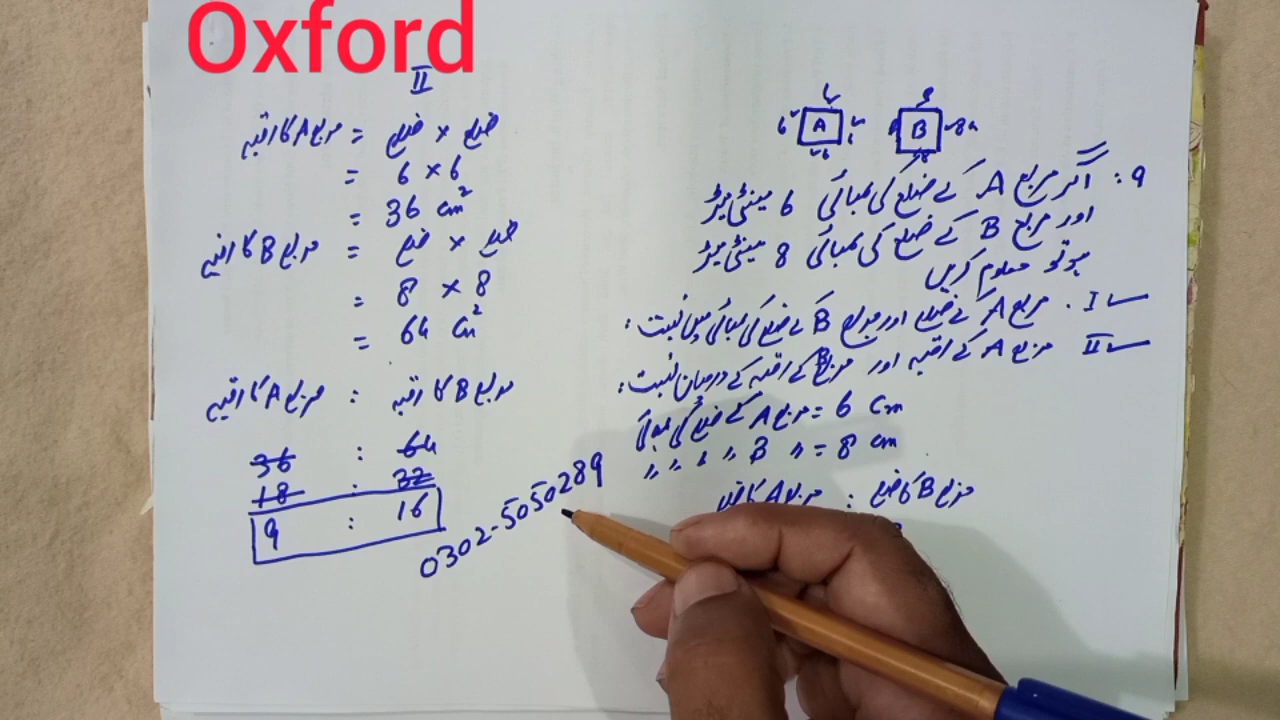 Oxford
A B
9: اگر مربع A کے ضلع کی لمبائی 6 سینٹی میٹر
اور مربع B کے ضلع کی لمبائی 8 سینٹی میٹر
ہو تو معلوم کریں
I. مربع A کے ضلع اور مربع B کے ضلع کی لمبائی میں نسبت:
II مربع A کے رقبہ اور مربع B کے رقبہ کے درمیان نسبت:
مربع A کے ضلع کی لمبائی = 6 cm
" " " " B " = 8 cm
مربع A کا ضلع : مربع B کا ضلع
II
مربع A کا رقبہ = ضلع × ضلع
= 6 × 6
= 36 cm²
مربع B کا رقبہ = ضلع × ضلع
= 8 × 8
= 64 cm²
مربع A کا رقبہ : مربع B کا رقبہ
36 : 64
18 : 32
9 : 16
0302-5050289